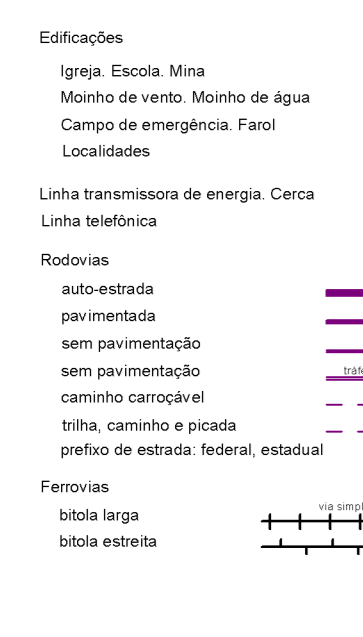 Edificações
Igreja. Escola. Mina
Moinho de vento. Moinho de água
Campo de emergência. Farol
Localidades
Linha transmissora de energia. Cerca
Linha telefônica
Rodovias
auto-estrada
pavimentada
sem pavimentação
sem pavimentação
caminho carroçável
trilha, caminho e picada
prefixo de estrada: federal, estadual
Ferrovias
via
bitola larga
bitola estreita